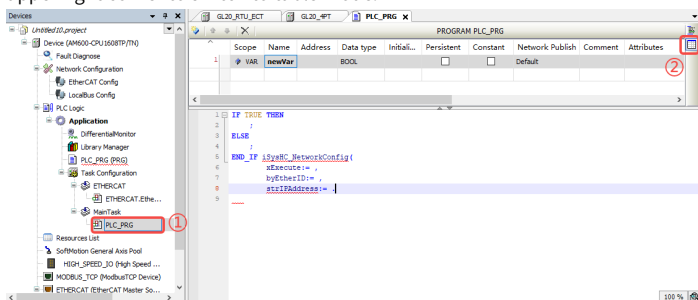 Devices
Untitled10.project
Device (AM600-CPU1608TP/TN)
Fault Diagnose
Network Configuration
EtherCAT Config
LocalBus Config
PLC Logic
Application
DifferentialMonitor
Library Manager
PLC_PRG (PRG)
Task Configuration
ETHERCAT
ETHERCAT.Ethe...
MainTask
PLC_PRG
①
Resources List
SoftMotion General Axis Pool
HIGH_SPEED_IO (High Speed ...
MODBUS_TCP (ModbusTCP Device)
ETHERCAT (EtherCAT Master So...
GL20_RTU_ECT
GL20_4PT
PLC_PRG
PROGRAM PLC_PRG
Scope Name Address Data type Initiali... Persistent Constant Network Publish Comment Attributes
②
1 VAR newVar BOOL Default
1 IF TRUE THEN
2 ;
3 ELSE
4 ;
5 END_IF iSysHC_NetworkConfig(
6 xExecute:= ,
7 byEtherID:= ,
8 strIPAddress:= .
9
100 %